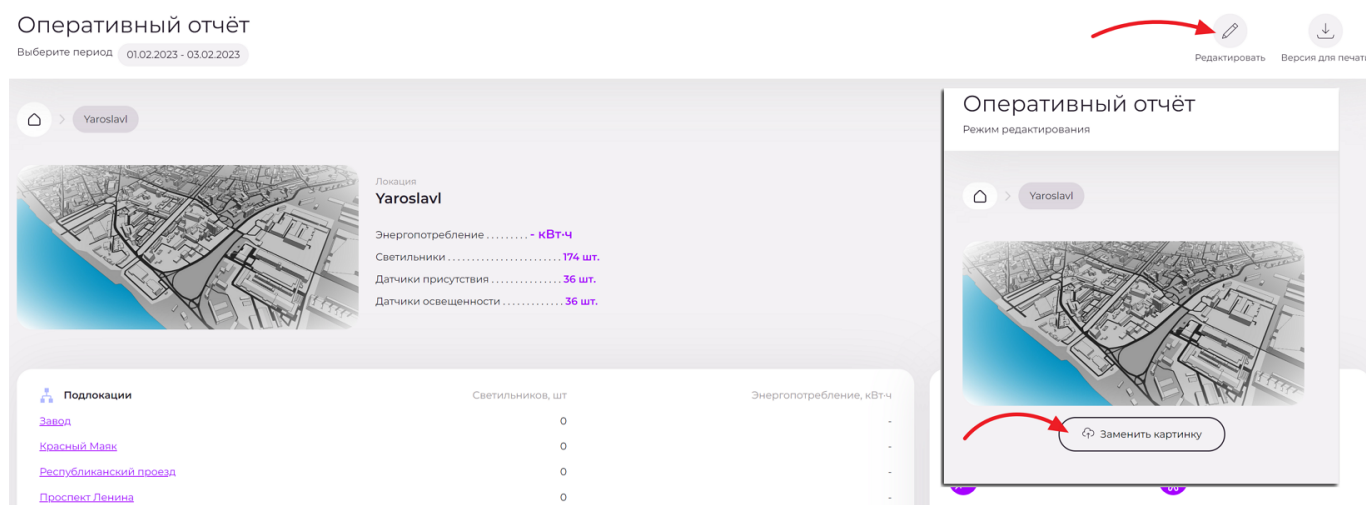 Оперативный отчёт
Выберите период 01.02.2023 - 03.02.2023
Редактировать
Версия для печат
Yaroslavl
Локация
Yaroslavl
Энергопотребление ......... - кВт·ч
Светильники ........................ 174 шт.
Датчики присутствия ............... 36 шт.
Датчики освещенности ............. 36 шт.
Подлокации Светильников, шт Энергопотребление, кВт·ч
Завод 0 -
Красный Маяк 0 -
Республиканский проезд 0 -
Проспект Ленина 0 -
Оперативный отчёт
Режим редактирования
Yaroslavl
Заменить картинку